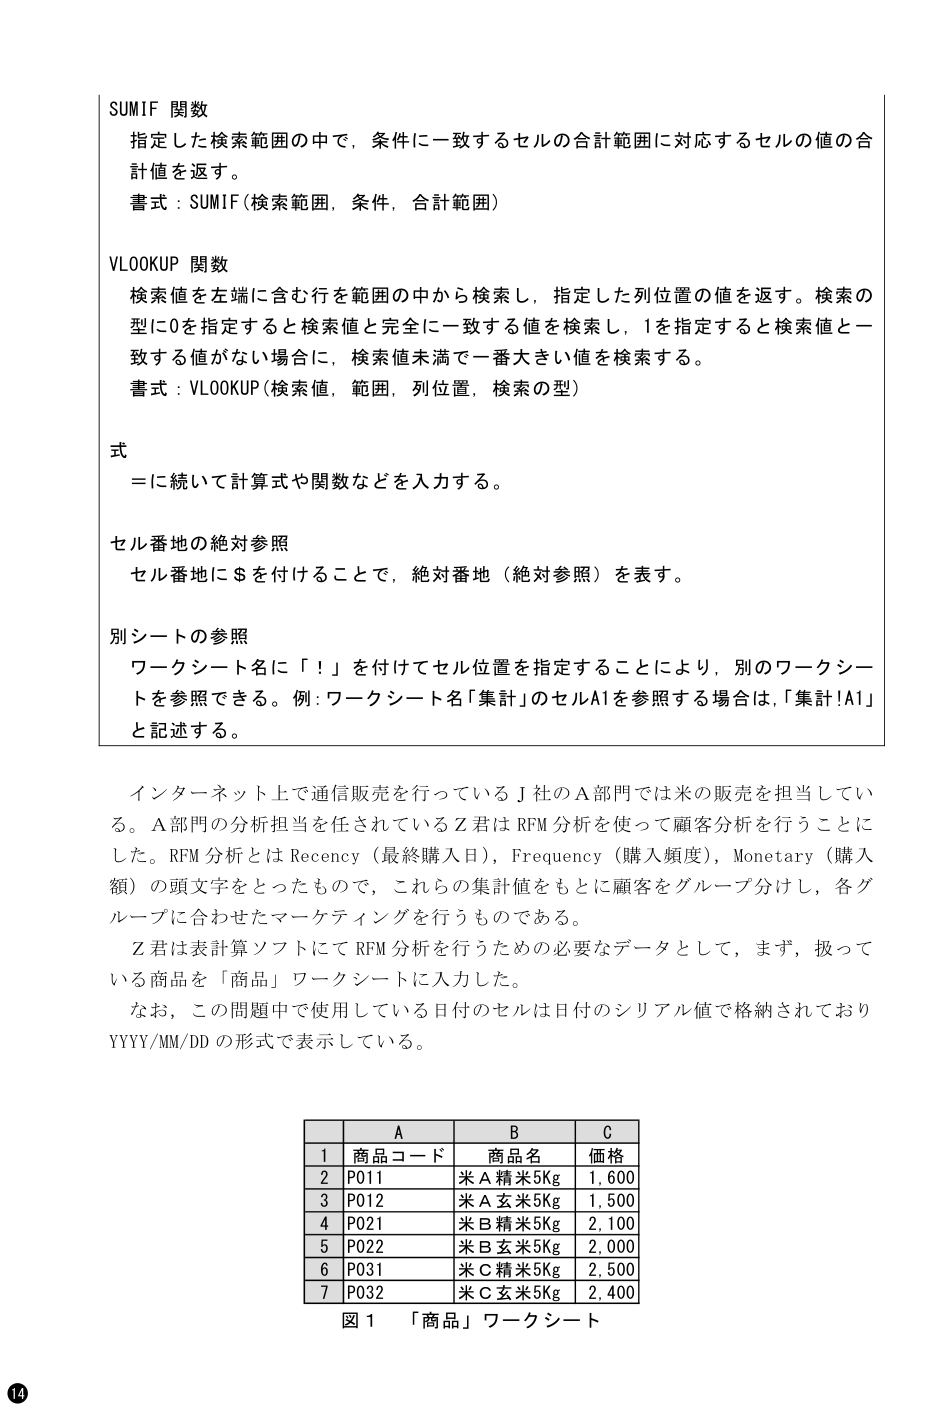 SUMIF 関数
指定した検索範囲の中で，条件に一致するセルの合計範囲に対応するセルの値の合
計値を返す。
書式：SUMIF(検索範囲，条件，合計範囲)
VLOOKUP 関数
検索値を左端に含む行を範囲の中から検索し，指定した列位置の値を返す。検索の
型に0を指定すると検索値と完全に一致する値を検索し，1を指定すると検索値と一
致する値がない場合に，検索値未満で一番大きい値を検索する。
書式：VLOOKUP(検索値，範囲，列位置，検索の型)
式
＝に続いて計算式や関数などを入力する。
セル番地の絶対参照
セル番地に＄を付けることで，絶対番地（絶対参照）を表す。
別シートの参照
ワークシート名に「！」を付けてセル位置を指定することにより，別のワークシー
トを参照できる。例：ワークシート名「集計」のセルA1を参照する場合は，「集計!A1」
と記述する。
インターネット上で通信販売を行っているＪ社のＡ部門では米の販売を担当してい
る。Ａ部門の分析担当を任されているＺ君は RFM 分析を使って顧客分析を行うことに
した。RFM 分析とは Recency（最終購入日），Frequency（購入頻度），Monetary（購入
額）の頭文字をとったもので，これらの集計値をもとに顧客をグループ分けし，各グ
ループに合わせたマーケティングを行うものである。
Ｚ君は表計算ソフトにて RFM 分析を行うための必要なデータとして，まず，扱って
いる商品を「商品」ワークシートに入力した。
なお，この問題中で使用している日付のセルは日付のシリアル値で格納されており
YYYY/MM/DD の形式で表示している。
A B C
1 商品コード 商品名 価格
2 P011 米Ａ精米5Kg 1,600
3 P012 米Ａ玄米5Kg 1,500
4 P021 米Ｂ精米5Kg 2,100
5 P022 米Ｂ玄米5Kg 2,000
6 P031 米Ｃ精米5Kg 2,500
7 P032 米Ｃ玄米5Kg 2,400
図１ 「商品」ワークシート
14